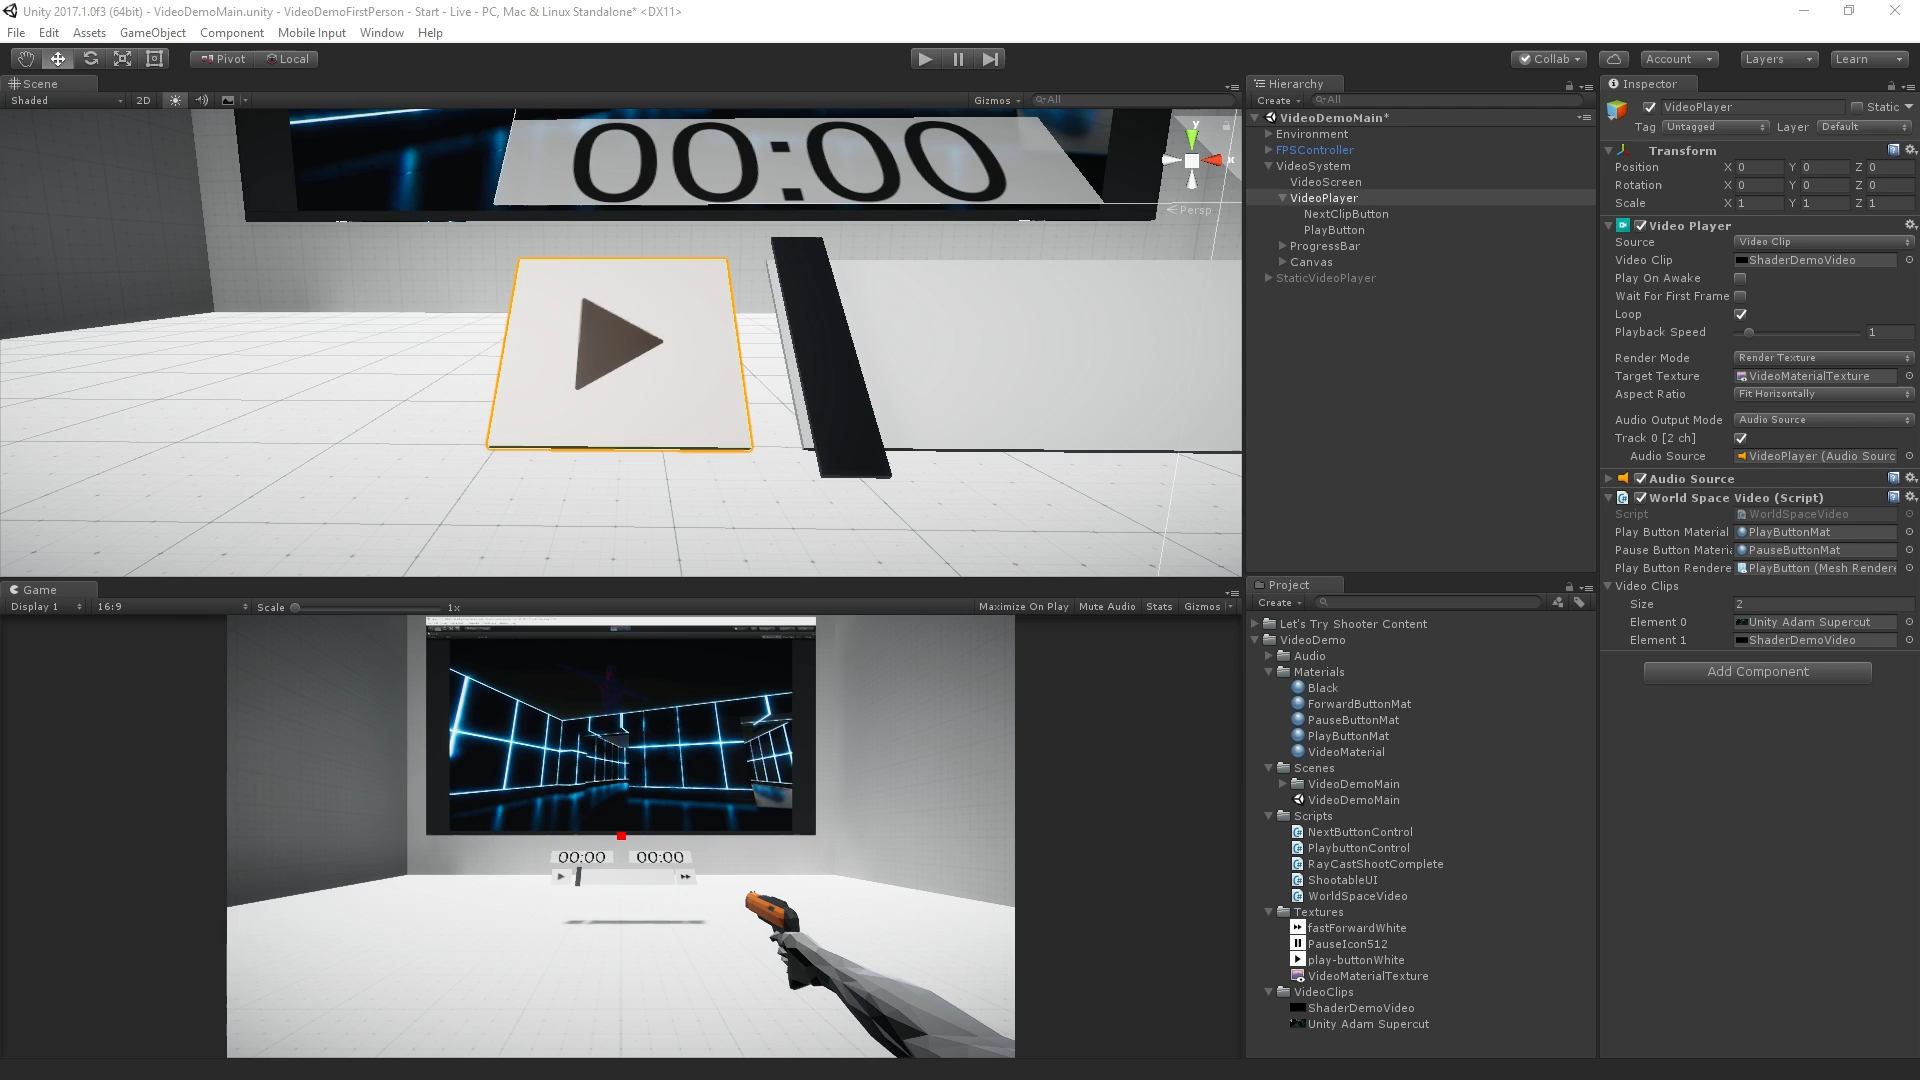 Unity 2017.1.0f3 (64bit) - VideoDemoMain.unity - VideoDemoFirstPerson - Start - Live - PC, Mac & Linux Standalone* <DX11>
File Edit Assets GameObject Component Mobile Input Window Help
Pivot Local Collab Account Layers Learn
Scene
Shaded 2D Gizmos All
00:00
y
x
Persp
Game
Display 1 16:9 Scale 1x Maximize On Play Mute Audio Stats Gizmos
00:00 00:00
Hierarchy
Create All
VideoDemoMain*
Environment
FPSController
VideoSystem
VideoScreen
VideoPlayer
NextClipButton
PlayButton
ProgressBar
Canvas
StaticVideoPlayer
Project
Create
Let's Try Shooter Content
VideoDemo
Audio
Materials
Black
ForwardButtonMat
PauseButtonMat
PlayButtonMat
VideoMaterial
Scenes
VideoDemoMain
VideoDemoMain
Scripts
NextButtonControl
PlaybuttonControl
RayCastShootComplete
ShootableUI
WorldSpaceVideo
Textures
fastForwardWhite
PauseIcon512
play-buttonWhite
VideoMaterialTexture
VideoClips
ShaderDemoVideo
Unity Adam Supercut
Inspector
VideoPlayer Static
Tag Untagged Layer Default
Transform
Position X 0 Y 0 Z 0
Rotation X 0 Y 0 Z 0
Scale X 1 Y 1 Z 1
Video Player
Source Video Clip
Video Clip ShaderDemoVideo
Play On Awake
Wait For First Frame
Loop
Playback Speed 1
Render Mode Render Texture
Target Texture VideoMaterialTexture
Aspect Ratio Fit Horizontally
Audio Output Mode Audio Source
Track 0 [2 ch]
Audio Source VideoPlayer (Audio Sourc
Audio Source
World Space Video (Script)
Script WorldSpaceVideo
Play Button Material PlayButtonMat
Pause Button Materia PauseButtonMat
Play Button Rendere PlayButton (Mesh Rendere
Video Clips
Size 2
Element 0 Unity Adam Supercut
Element 1 ShaderDemoVideo
Add Component